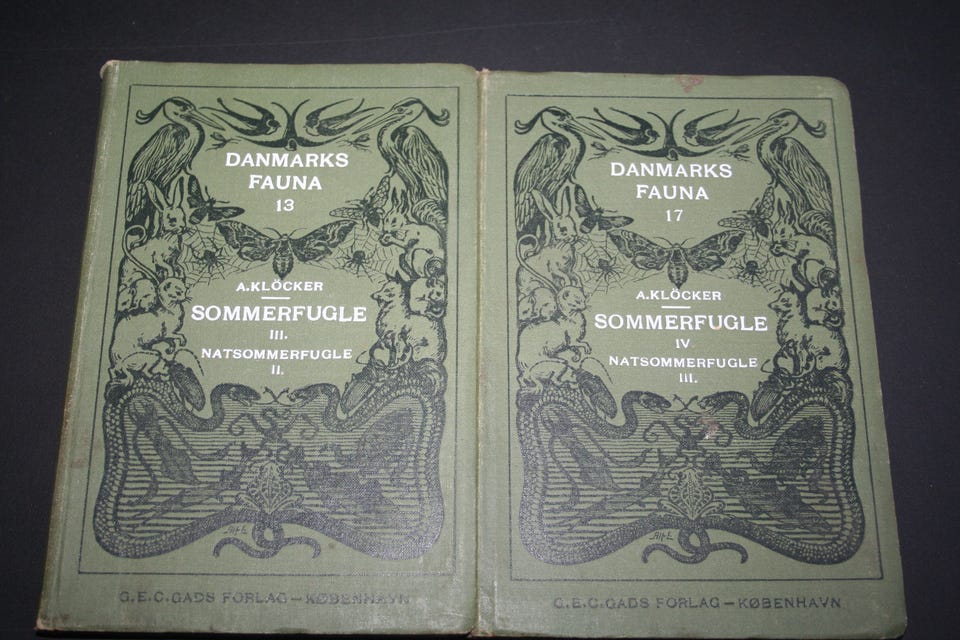 DANMARKS
FAUNA
13
A.KLÖCKER
SOMMERFUGLE
III.
NATSOMMERFUGLE
II.
G.E.C.GADS FORLAG – KØBENHAVN
DANMARKS
FAUNA
17
A.KLÖCKER
SOMMERFUGLE
IV
NATSOMMERFUGLE
III.
G.E.C.GADS FORLAG – KØBENHAVN